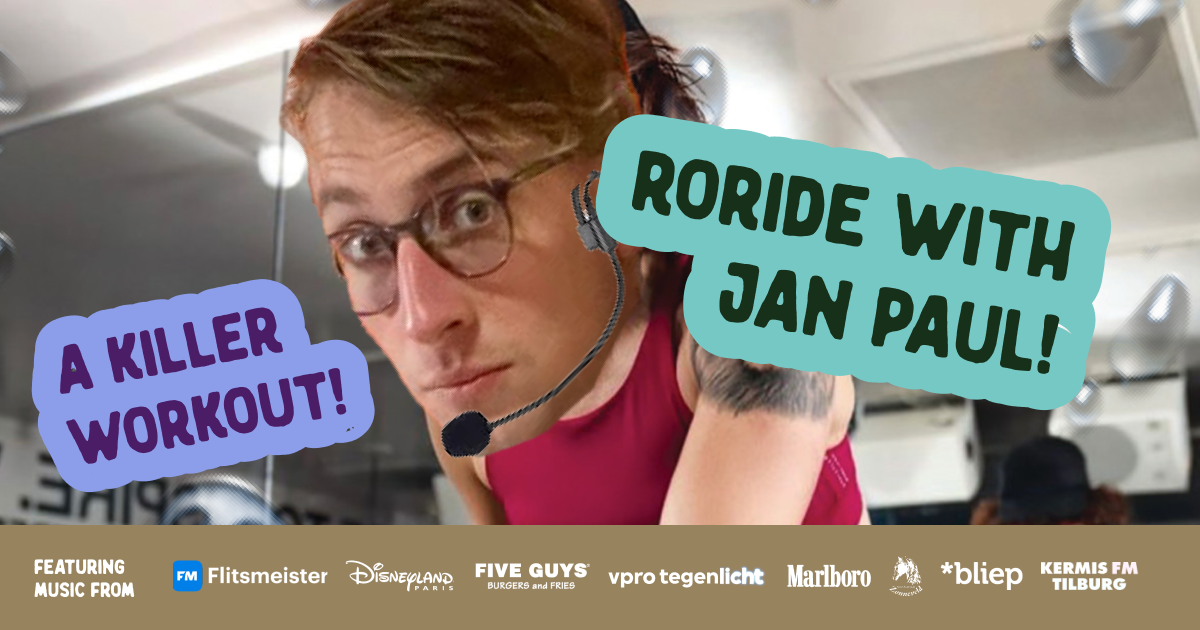 RORIDE WITH
JAN PAUL!
A KILLER
WORKOUT!
FEATURING
MUSIC FROM
FM Flitsmeister
Disneyland
PARIS
FIVE GUYS
BURGERS and FRIES
vpro tegenlicht
Marlboro
*bliep
KERMIS FM
TILBURG